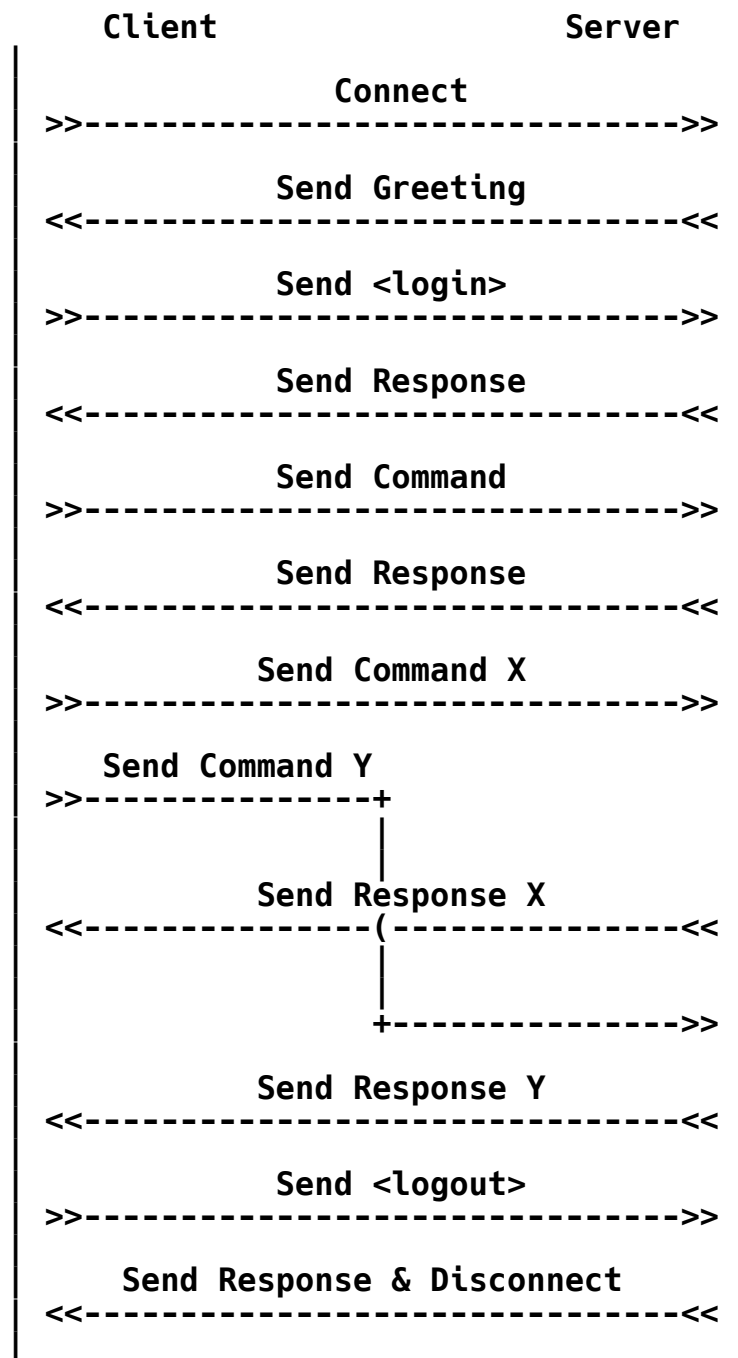 Client Server
Connect
>>------------------------------->>
Send Greeting
<<-------------------------------<<
Send <login>
>>------------------------------->>
Send Response
<<-------------------------------<<
Send Command
>>------------------------------->>
Send Response
<<-------------------------------<<
Send Command X
>>------------------------------->>
Send Command Y
>>---------------+
|
|
Send Response X
<<---------------(---------------<<
|
|
+--------------->>
Send Response Y
<<-------------------------------<<
Send <logout>
>>------------------------------->>
Send Response & Disconnect
<<-------------------------------<<